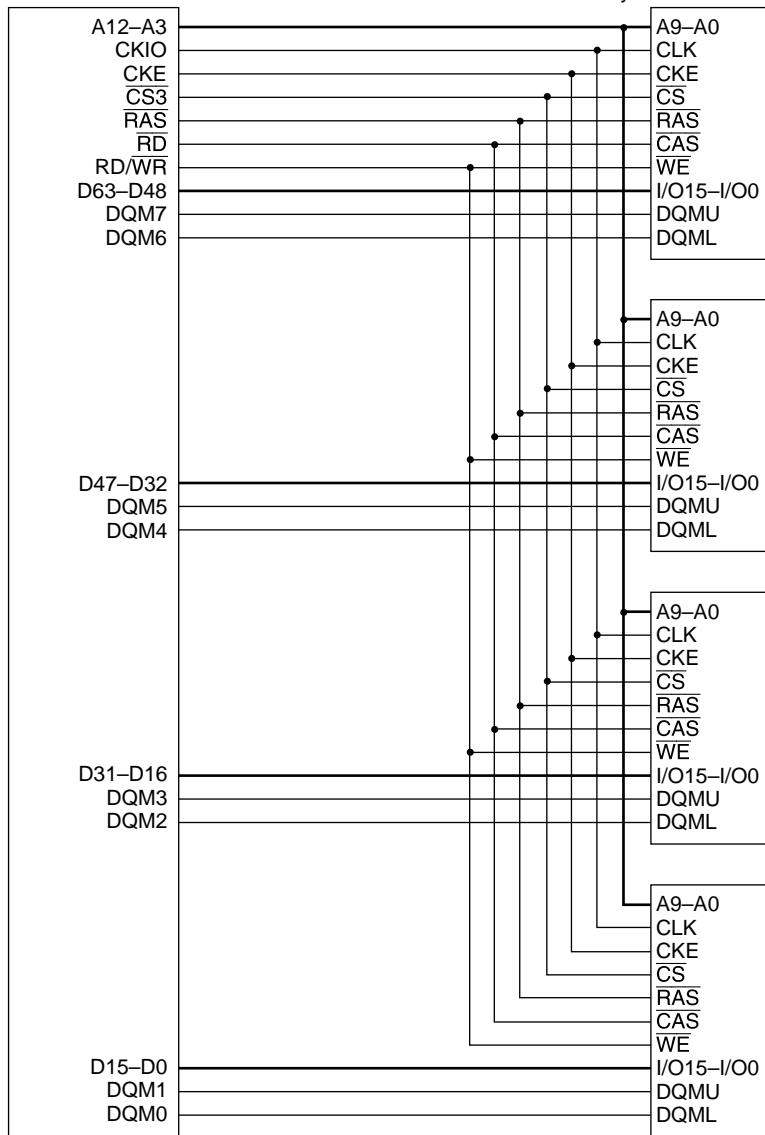 A12–A3 A9–A0
CKIO CLK
CKE CKE
CS3 CS
RAS RAS
RD CAS
RD/WR WE
D63–D48 I/O15–I/O0
DQM7 DQMU
DQM6 DQML
A9–A0
CLK
CKE
CS
RAS
CAS
WE
D47–D32 I/O15–I/O0
DQM5 DQMU
DQM4 DQML
A9–A0
CLK
CKE
CS
RAS
CAS
WE
D31–D16 I/O15–I/O0
DQM3 DQMU
DQM2 DQML
A9–A0
CLK
CKE
CS
RAS
CAS
WE
D15–D0 I/O15–I/O0
DQM1 DQMU
DQM0 DQML